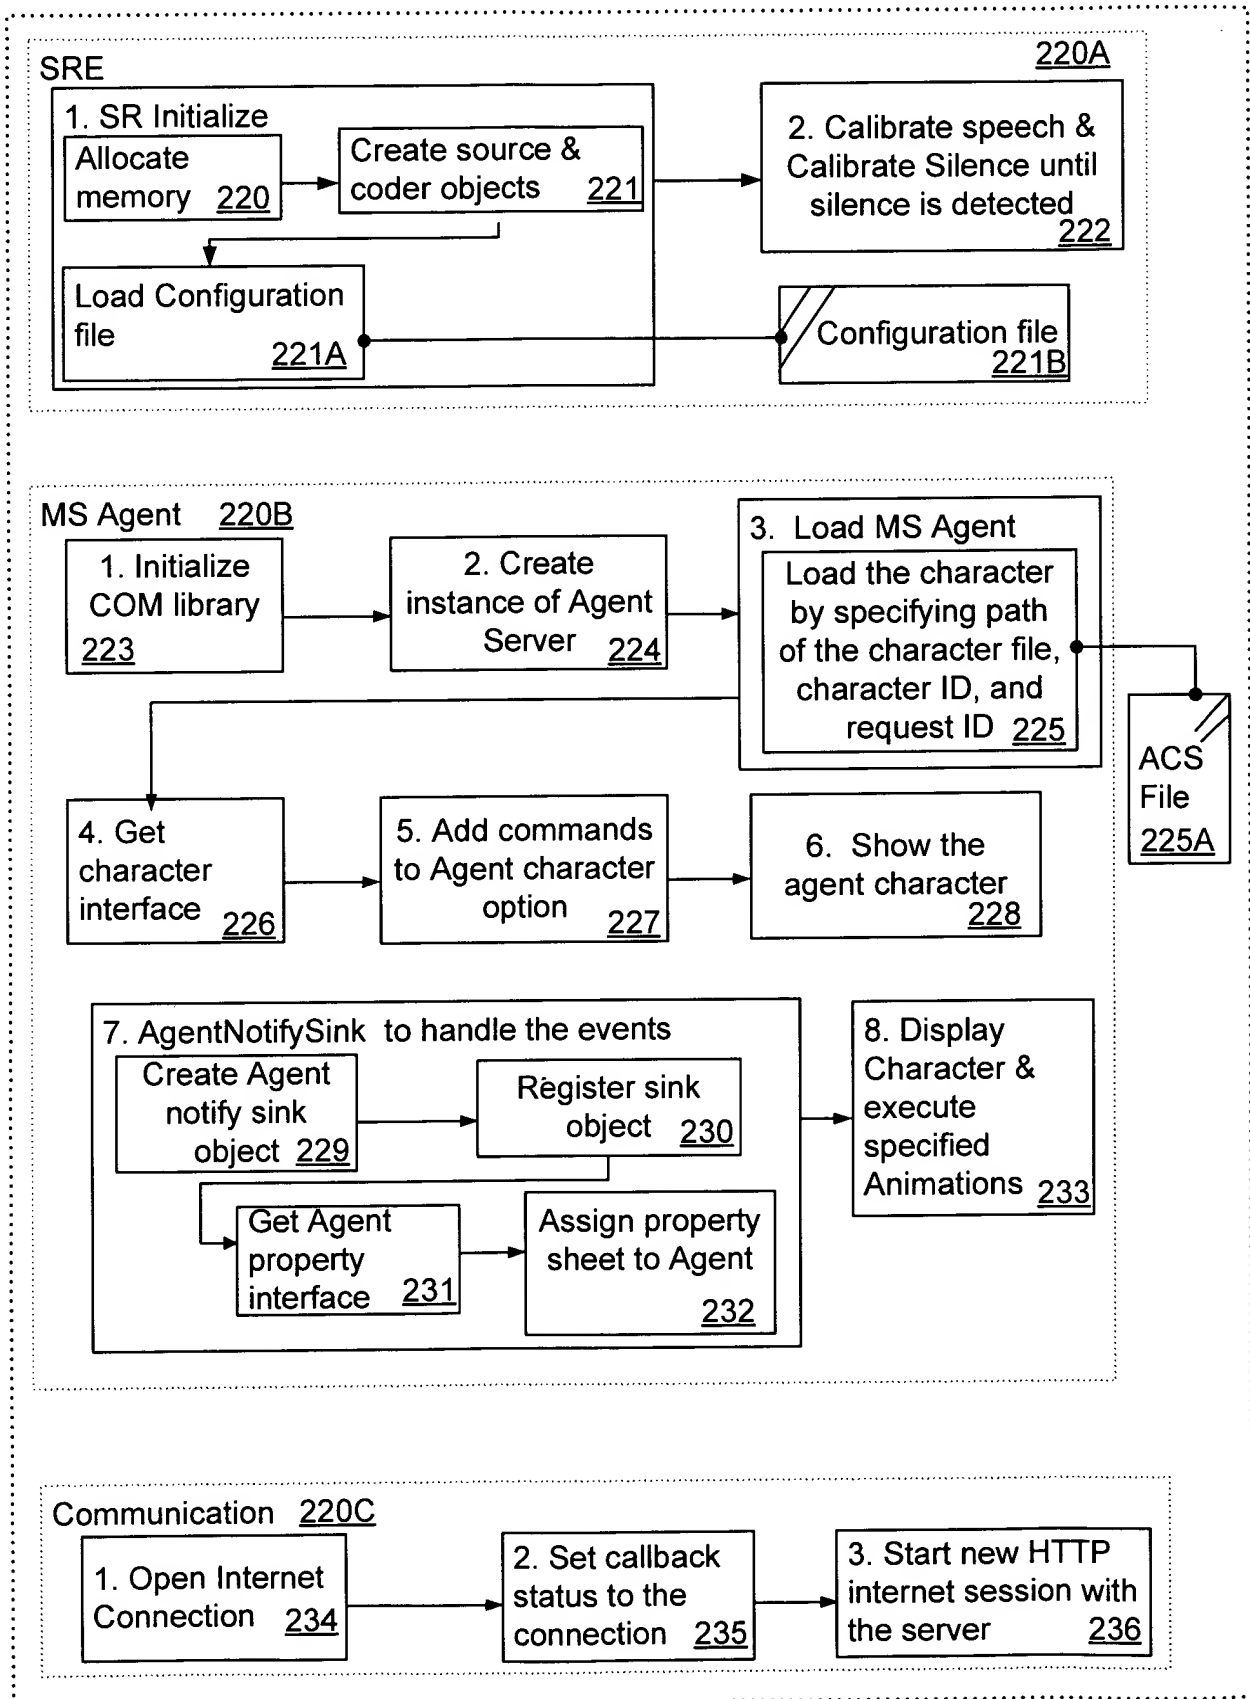 SRE
220A
1. SR Initialize
Allocate
memory 220
Create source &
coder objects 221
2. Calibrate speech &
Calibrate Silence until
silence is detected
222
Load Configuration
file
221A
Configuration file
221B
MS Agent 220B
1. Initialize
COM library
223
2. Create
instance of Agent
Server 224
3. Load MS Agent
Load the character
by specifying path
of the character file,
character ID, and
request ID 225
ACS
File
225A
4. Get
character
interface
226
5. Add commands
to Agent character
option 227
6. Show the
agent character
228
7. AgentNotifySink to handle the events
Create Agent
notify sink
object 229
Register sink
object 230
Get Agent
property
interface 231
Assign property
sheet to Agent
232
8. Display
Character &
execute
specified
Animations 233
Communication 220C
1. Open Internet
Connection 234
2. Set callback
status to the
connection 235
3. Start new HTTP
internet session with
the server 236